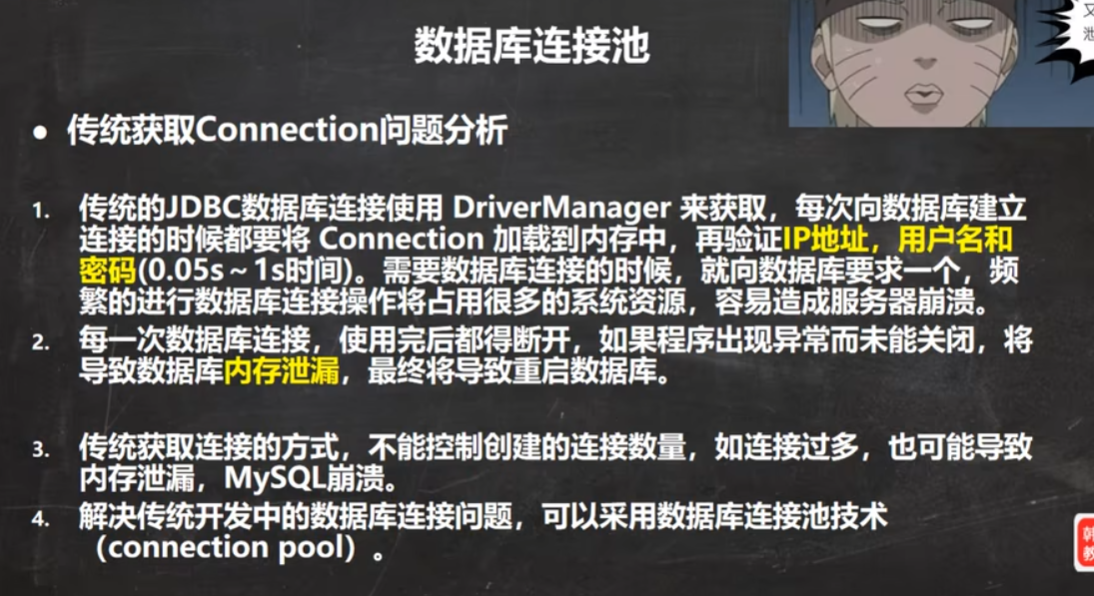 数据库连接池
又
池
● 传统获取Connection问题分析
1. 传统的JDBC数据库连接使用 DriverManager 来获取，每次向数据库建立
连接的时候都要将 Connection 加载到内存中，再验证IP地址，用户名和
密码(0.05s～1s时间)。需要数据库连接的时候，就向数据库要求一个，频
繁的进行数据库连接操作将占用很多的系统资源，容易造成服务器崩溃。
2. 每一次数据库连接，使用完后都得断开，如果程序出现异常而未能关闭，将
导致数据库内存泄漏，最终将导致重启数据库。
3. 传统获取连接的方式，不能控制创建的连接数量，如连接过多，也可能导致
内存泄漏，MySQL崩溃。
4. 解决传统开发中的数据库连接问题，可以采用数据库连接池技术
（connection pool）。
韩
教